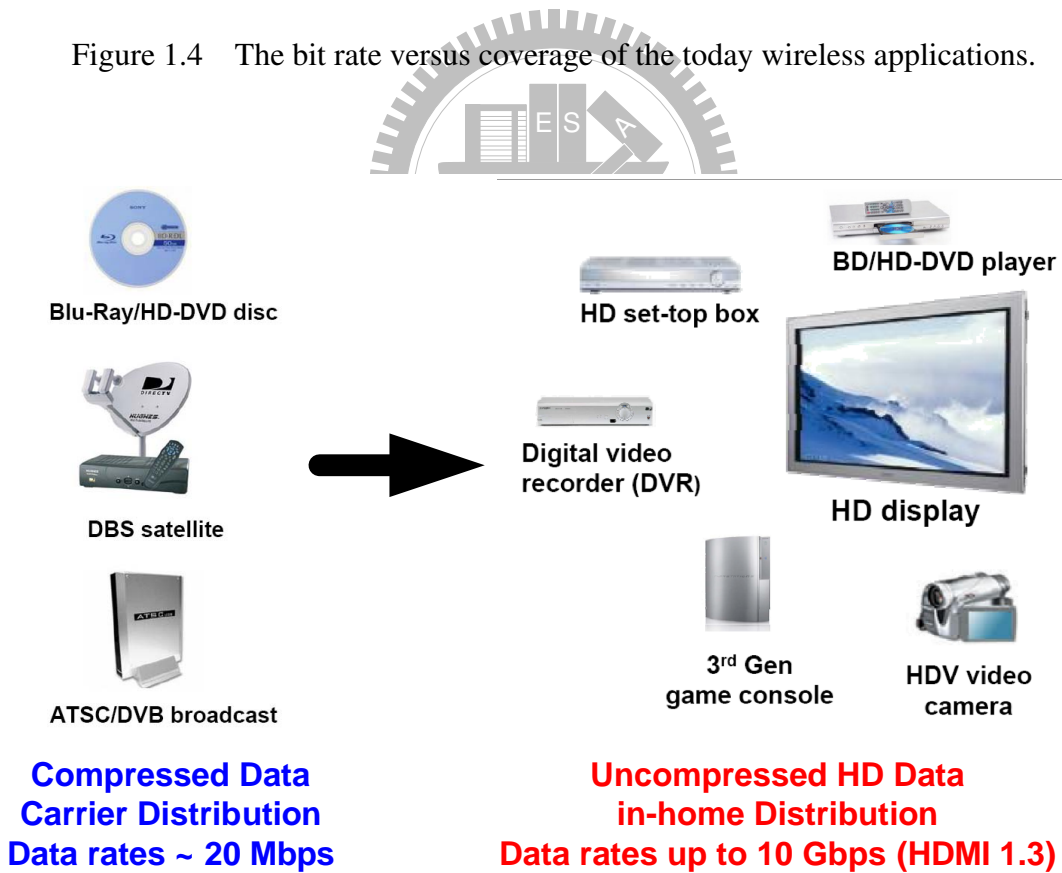 Figure 1.4 The bit rate versus coverage of the today wireless applications.
E S A
Blu-Ray/HD-DVD disc
DIRECTV
HUGHES
DBS satellite
ATSC
ATSC/DVB broadcast
BD/HD-DVD player
HD set-top box
Digital video
recorder (DVR)
HD display
3rd Gen
game console
HDV video
camera
Compressed Data
Carrier Distribution
Data rates ~ 20 Mbps
Uncompressed HD Data
in-home Distribution
Data rates up to 10 Gbps (HDMI 1.3)